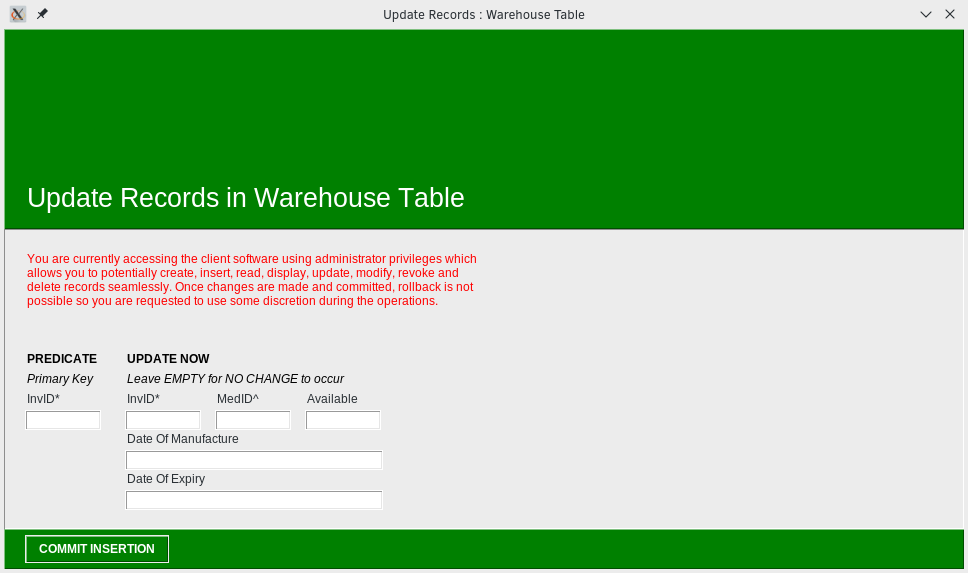 Update Records : Warehouse Table
Update Records in Warehouse Table
You are currently accessing the client software using administrator privileges which
allows you to potentially create, insert, read, display, update, modify, revoke and
delete records seamlessly. Once changes are made and committed, rollback is not
possible so you are requested to use some discretion during the operations.
PREDICATE UPDATE NOW
Primary Key Leave EMPTY for NO CHANGE to occur
InvID* InvID* MedID^ Available
Date Of Manufacture
Date Of Expiry
COMMIT INSERTION